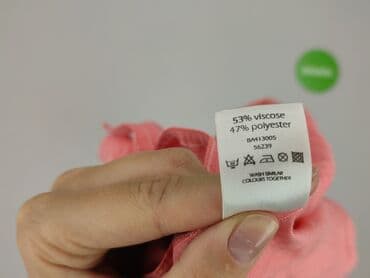 53% viscose
47% polyester
BA413005
56239
WASH SIMILAR
COLOURS TOGETHER